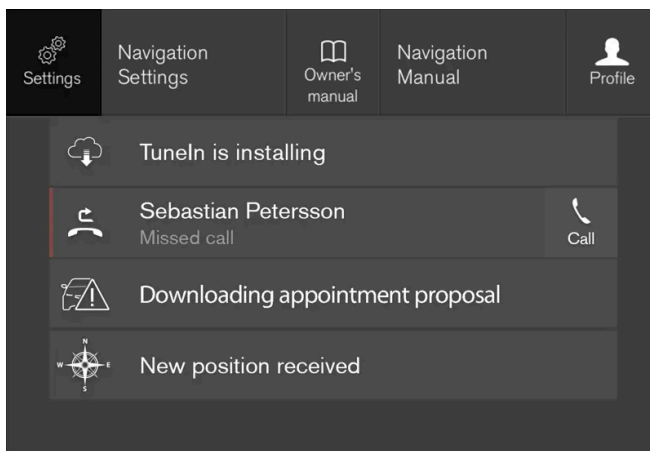 Settings
Navigation
Settings
Owner's
manual
Navigation
Manual
Profile
TuneIn is installing
Sebastian Petersson
Missed call
Call
Downloading appointment proposal
N
W E
S
New position received